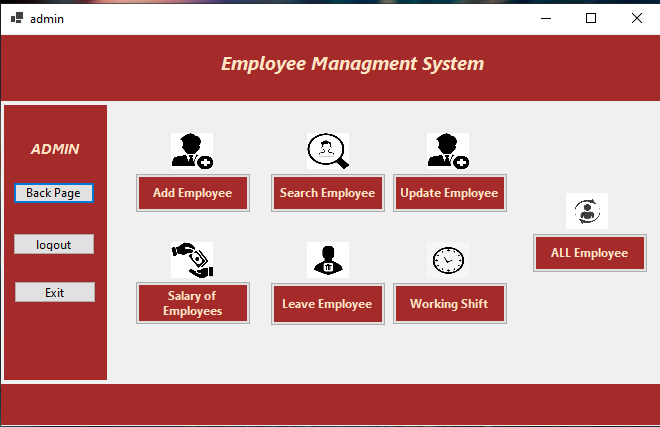 admin
Employee Managment System
ADMIN
Back Page
logout
Exit
Add Employee
Search Employee
Update Employee
Salary of
Employees
Leave Employee
Working Shift
ALL Employee